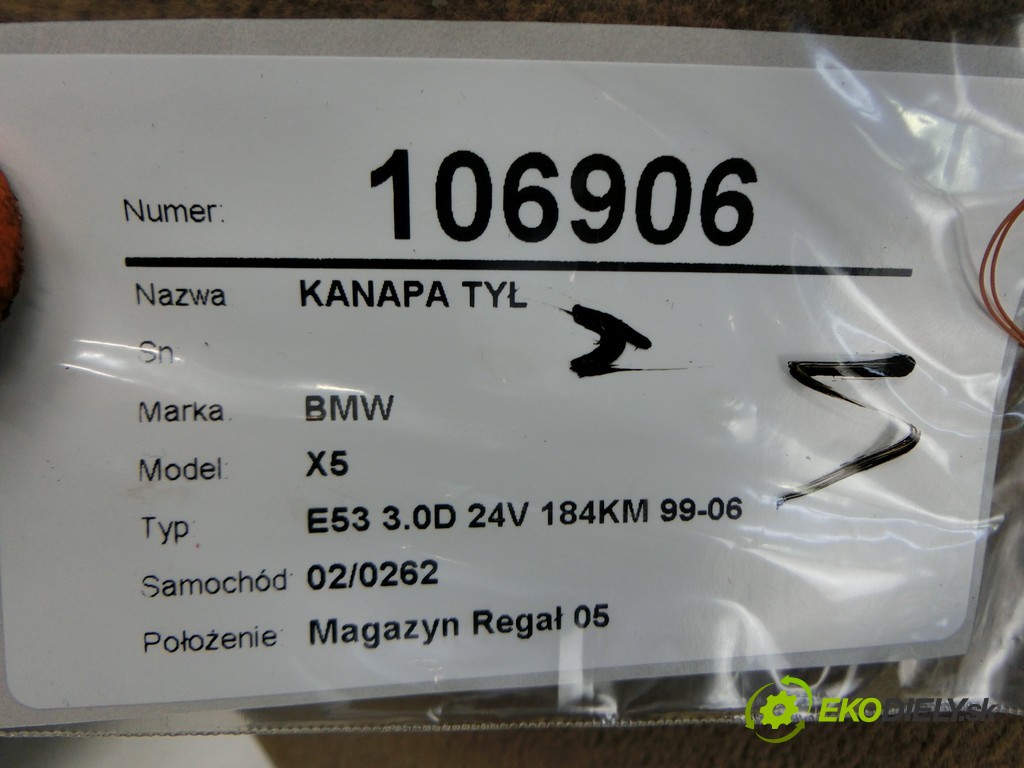 Numer: 106906
Nazwa KANAPA TYŁ
Sn
Marka BMW
Model: X5
Typ E53 3.0D 24V 184KM 99-06
Samochód 02/0262
Położenie: Magazyn Regał 05
EKODIELY.sk